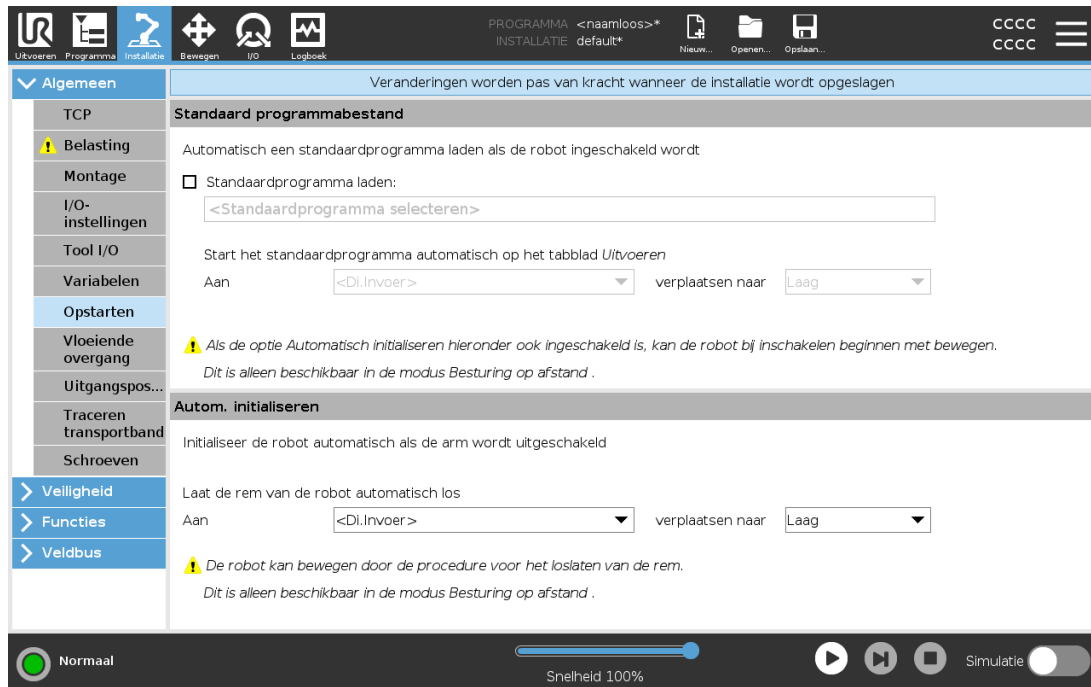 PROGRAMMA <naamloos>*
INSTALLATIE default*
Uitvoeren Programma Installatie Bewegen I/O Logboek
Nieuw... Openen... Opslaan...
CCCC
CCCC
Algemeen
TCP
Belasting
Montage
I/O-
instellingen
Tool I/O
Variabelen
Opstarten
Vloeiende
overgang
Uitgangspos...
Traceren
transportband
Schroeven
Veiligheid
Functies
Veldbus
Veranderingen worden pas van kracht wanneer de installatie wordt opgeslagen
Standaard programmabestand
Automatisch een standaardprogramma laden als de robot ingeschakeld wordt
Standaardprogramma laden:
<Standaardprogramma selecteren>
Start het standaardprogramma automatisch op het tabblad Uitvoeren
Aan <Di.Invoer> verplaatsen naar Laag
Als de optie Automatisch initialiseren hieronder ook ingeschakeld is, kan de robot bij inschakelen beginnen met bewegen.
Dit is alleen beschikbaar in de modus Besturing op afstand .
Autom. initialiseren
Initialiseer de robot automatisch als de arm wordt uitgeschakeld
Laat de rem van de robot automatisch los
Aan <Di.Invoer> verplaatsen naar Laag
De robot kan bewegen door de procedure voor het loslaten van de rem.
Dit is alleen beschikbaar in de modus Besturing op afstand .
Normaal
Snelheid 100%
Simulatie